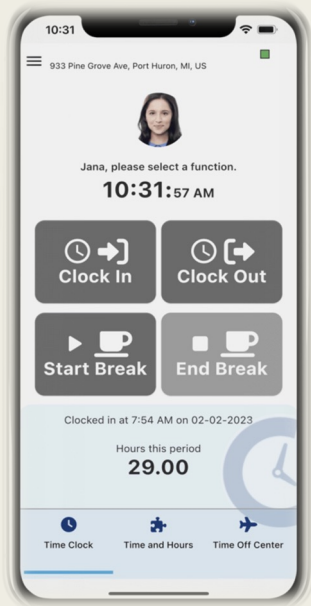 10:31
933 Pine Grove Ave, Port Huron, MI, US
Jana, please select a function.
10:31:57 AM
Clock In
Clock Out
Start Break
End Break
Clocked in at 7:54 AM on 02-02-2023
Hours this period
29.00
Time Clock
Time and Hours
Time Off Center